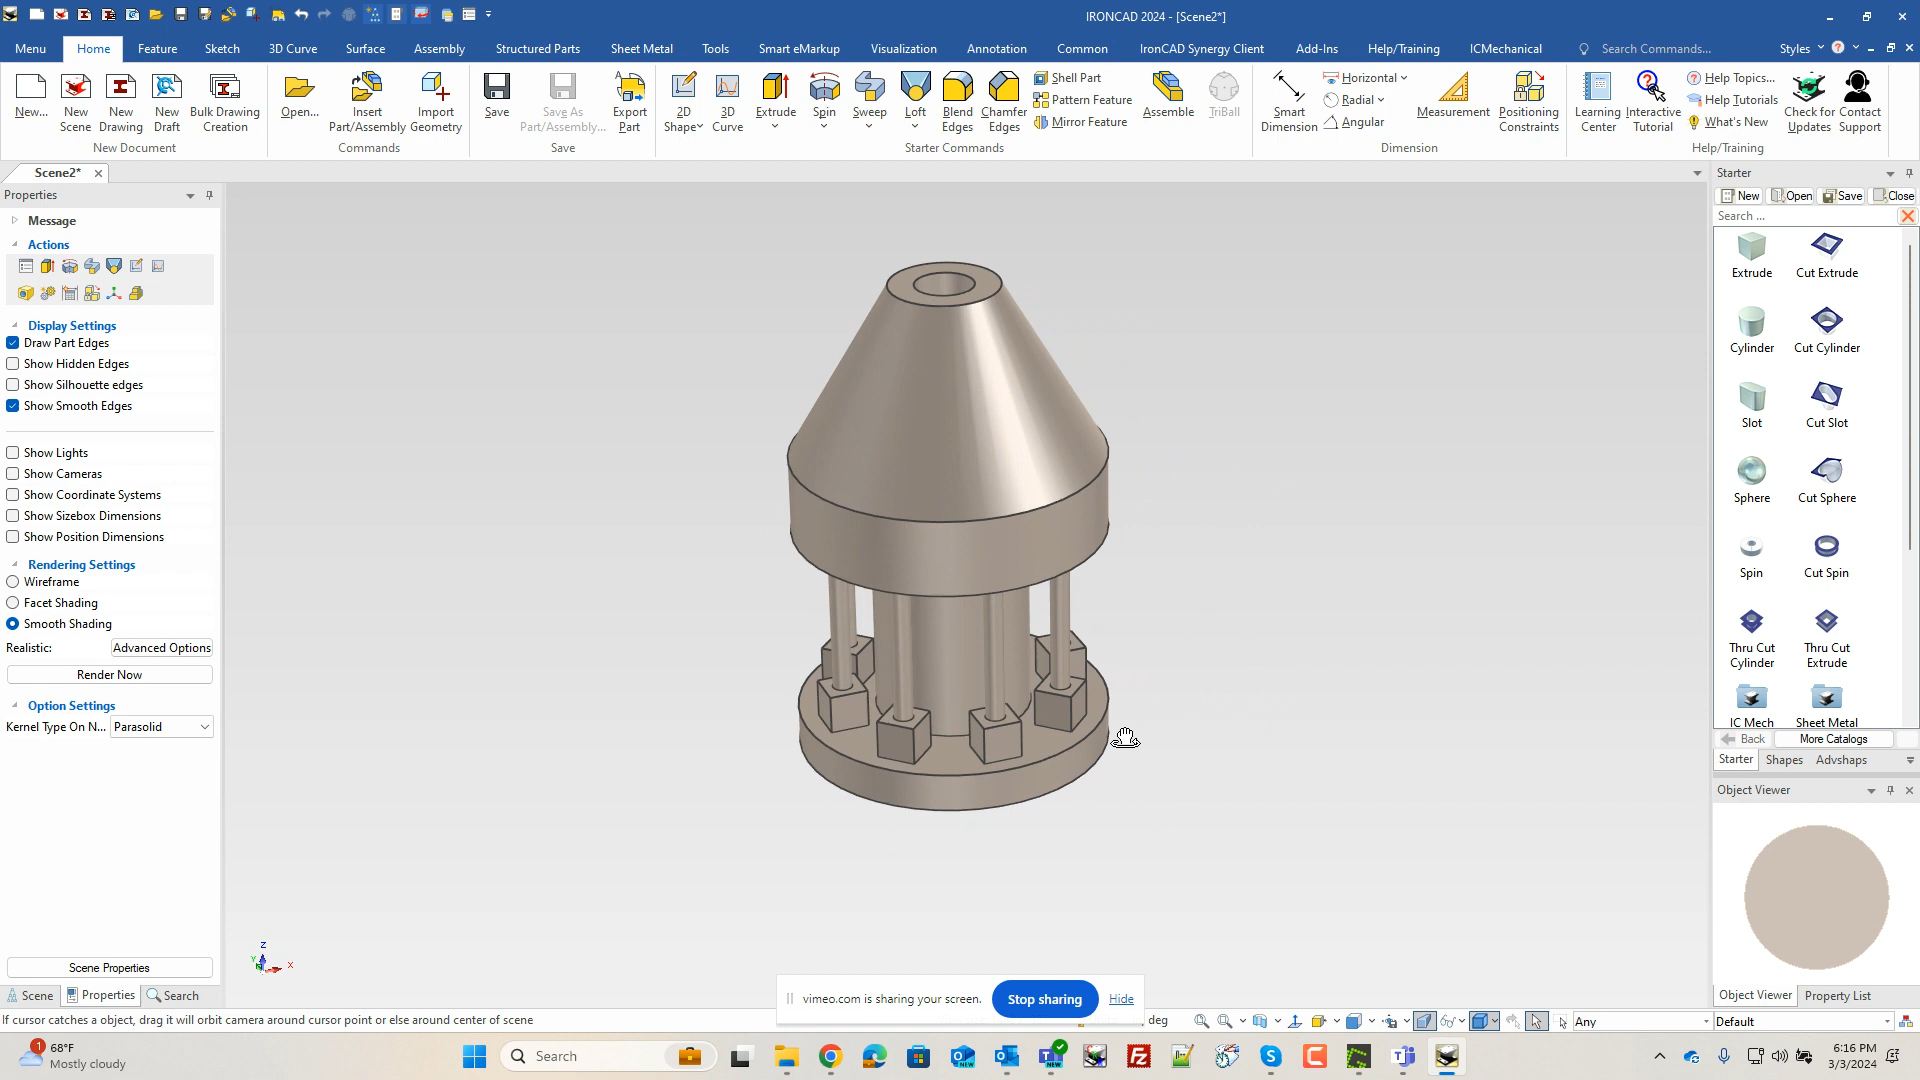 IRONCAD 2024 - [Scene2*]
Menu Home Feature Sketch 3D Curve Surface Assembly Structured Parts Sheet Metal Tools Smart eMarkup Visualization Annotation Common IronCAD Synergy Client Add-Ins Help/Training ICMechanical Search Commands... Styles
New... New Scene New Drawing New Draft Bulk Drawing Creation
New Document
Open... Insert Part/Assembly Import Geometry
Commands
Save Save As Part/Assembly... Export Part
Save
2D Shape 3D Curve Extrude Spin Sweep Loft Blend Edges Chamfer Edges
Shell Part
Pattern Feature
Mirror Feature
Assemble TriBall
Starter Commands
Smart Dimension
Horizontal
Radial
Angular
Measurement Positioning Constraints
Dimension
Learning Center Interactive Tutorial
Help Topics...
Help Tutorials
What's New
Check for Updates Contact Support
Help/Training
Scene2*
Properties
Message
Actions
Display Settings
Draw Part Edges
Show Hidden Edges
Show Silhouette edges
Show Smooth Edges
Show Lights
Show Cameras
Show Coordinate Systems
Show Sizebox Dimensions
Show Position Dimensions
Rendering Settings
Wireframe
Facet Shading
Smooth Shading
Realistic: Advanced Options
Render Now
Option Settings
Kernel Type On N... Parasolid
Scene Properties
Scene Properties Search
Z
Y
X
Starter
New Open Save Close
Search ...
Extrude Cut Extrude
Cylinder Cut Cylinder
Slot Cut Slot
Sphere Cut Sphere
Spin Cut Spin
Thru Cut Cylinder Thru Cut Extrude
IC Mech Sheet Metal
Back More Catalogs
Starter Shapes Advshaps
Object Viewer
Object Viewer Property List
vimeo.com is sharing your screen. Stop sharing Hide
If cursor catches a object, drag it will orbit camera around cursor point or else around center of scene
deg
Any
Default
1
68°F
Mostly cloudy
Search
NEW
NEW
6:16 PM
3/3/2024